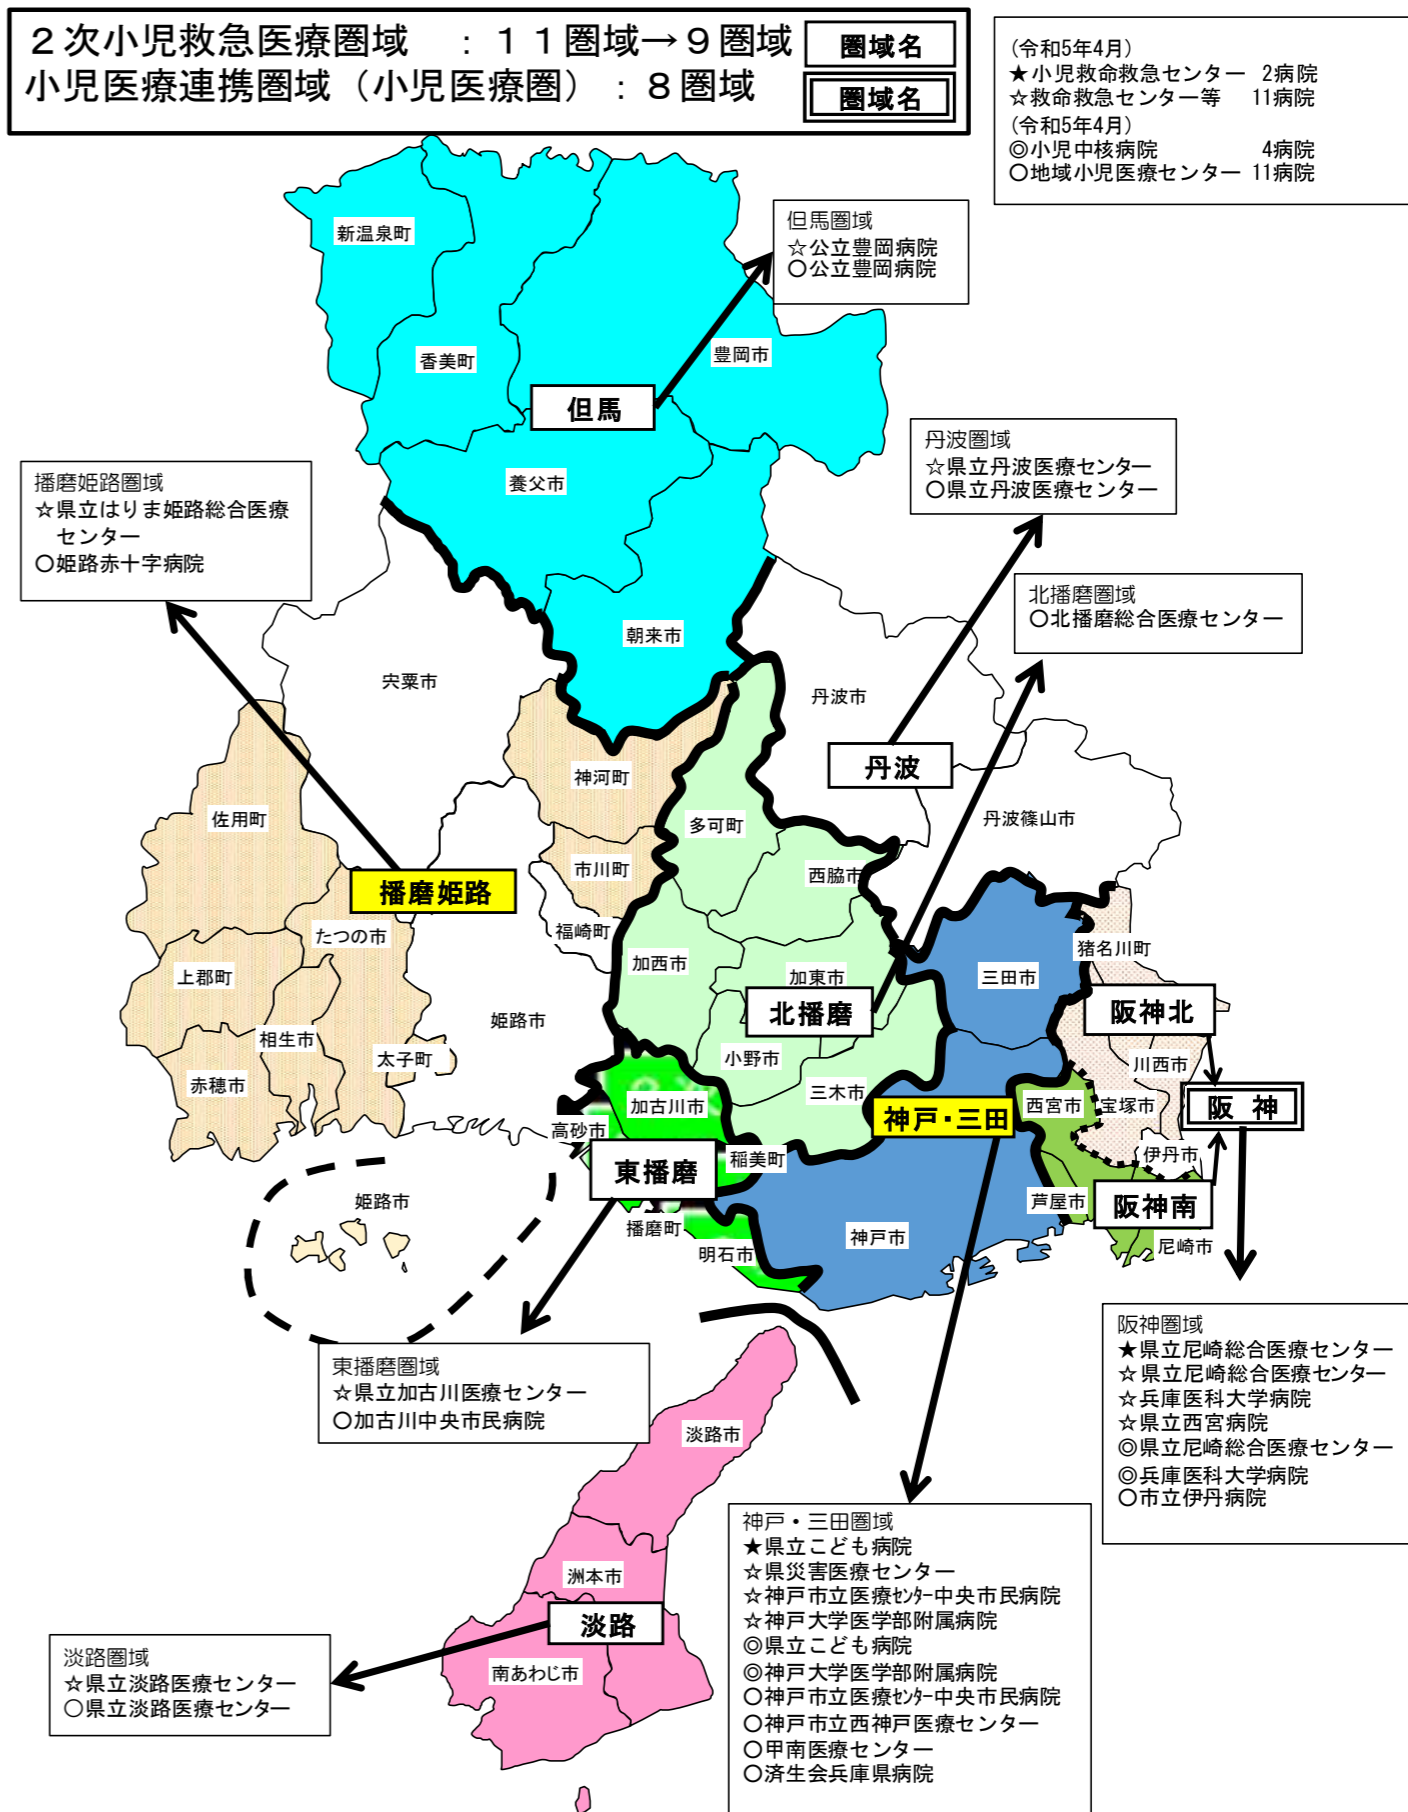 ２次小児救急医療圏域　：１１圏域→９圏域
圏域名
小児医療連携圏域（小児医療圏）：８圏域
圏域名
(令和5年4月)
★小児救命救急センター 2病院
☆救命救急センター等 11病院
(令和5年4月)
◎小児中核病院 4病院
○地域小児医療センター 11病院
但馬圏域
☆公立豊岡病院
○公立豊岡病院
新温泉町
香美町
豊岡市
但馬
養父市
朝来市
丹波圏域
☆県立丹波医療センター
○県立丹波医療センター
播磨姫路圏域
☆県立はりま姫路総合医療
センター
○姫路赤十字病院
北播磨圏域
○北播磨総合医療センター
宍粟市
丹波市
丹波
丹波篠山市
神河町
佐用町
多可町
市川町
西脇市
播磨姫路
福崎町
たつの市
上郡町
加西市
加東市
三田市
猪名川町
北播磨
阪神北
姫路市
相生市
太子町
赤穂市
小野市
三木市
川西市
加古川市
神戸・三田
西宮市
宝塚市
阪 神
高砂市
稲美町
伊丹市
東播磨
姫路市
芦屋市
阪神南
播磨町
明石市
神戸市
尼崎市
東播磨圏域
☆県立加古川医療センター
○加古川中央市民病院
阪神圏域
★県立尼崎総合医療センター
☆県立尼崎総合医療センター
☆兵庫医科大学病院
☆県立西宮病院
◎県立尼崎総合医療センター
◎兵庫医科大学病院
○市立伊丹病院
淡路市
洲本市
淡路
南あわじ市
神戸・三田圏域
★県立こども病院
☆県災害医療センター
☆神戸市立医療ｾﾝﾀｰ中央市民病院
☆神戸大学医学部附属病院
◎県立こども病院
◎神戸大学医学部附属病院
○神戸市立医療ｾﾝﾀｰ中央市民病院
○神戸市立西神戸医療センター
○甲南医療センター
○済生会兵庫県病院
淡路圏域
☆県立淡路医療センター
○県立淡路医療センター